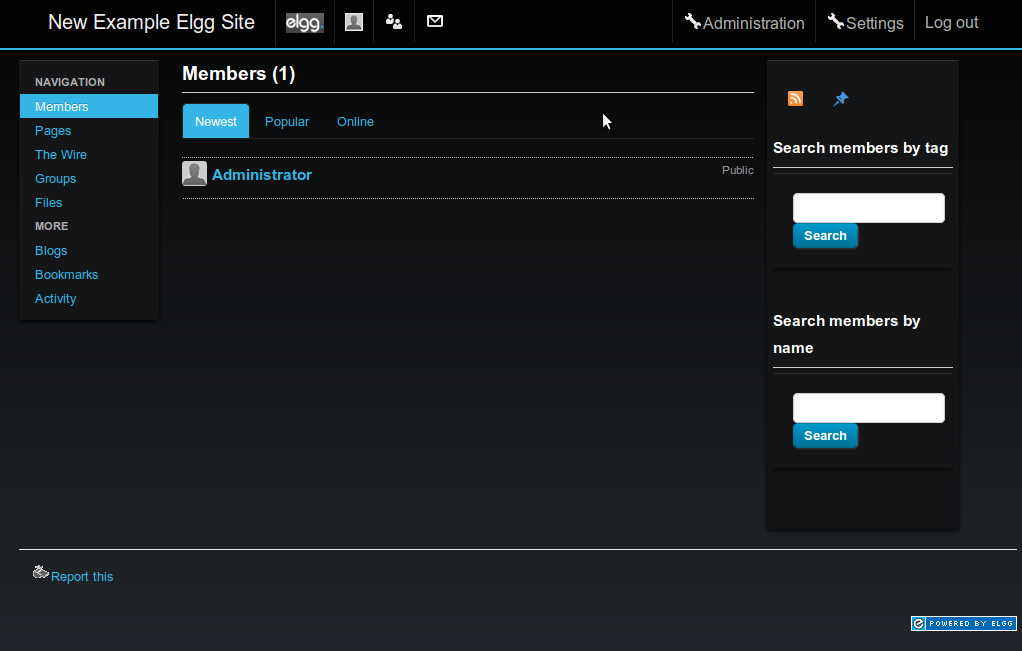 New Example Elgg Site
elgg.
Administration
Settings
Log out
NAVIGATION
Members
Pages
The Wire
Groups
Files
MORE
Blogs
Bookmarks
Activity
Members (1)
Newest
Popular
Online
Administrator
Public
Search members by tag
Search
Search members by
name
Search
Report this
POWERED BY ELGG